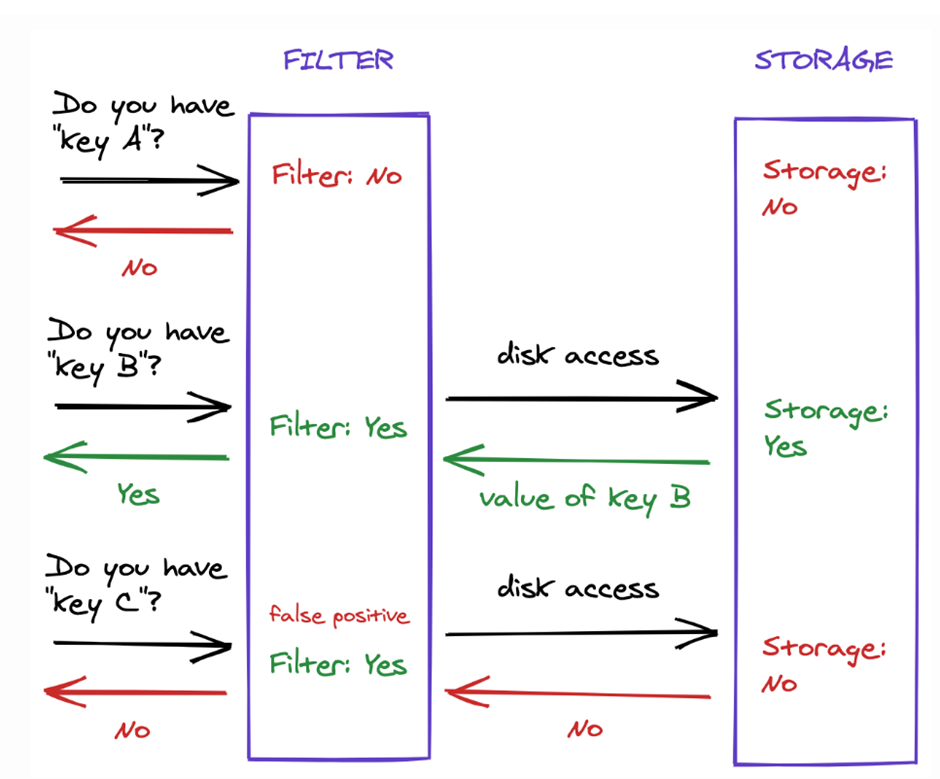 FILTER
STORAGE
Do you have
"key A"?
Filter: No
Storage:
No
No
Do you have
"key B"?
disk access
Filter: Yes
Storage:
Yes
Yes
value of key B
Do you have
"key C"?
disk access
false positive
Filter: Yes
Storage:
No
No
No